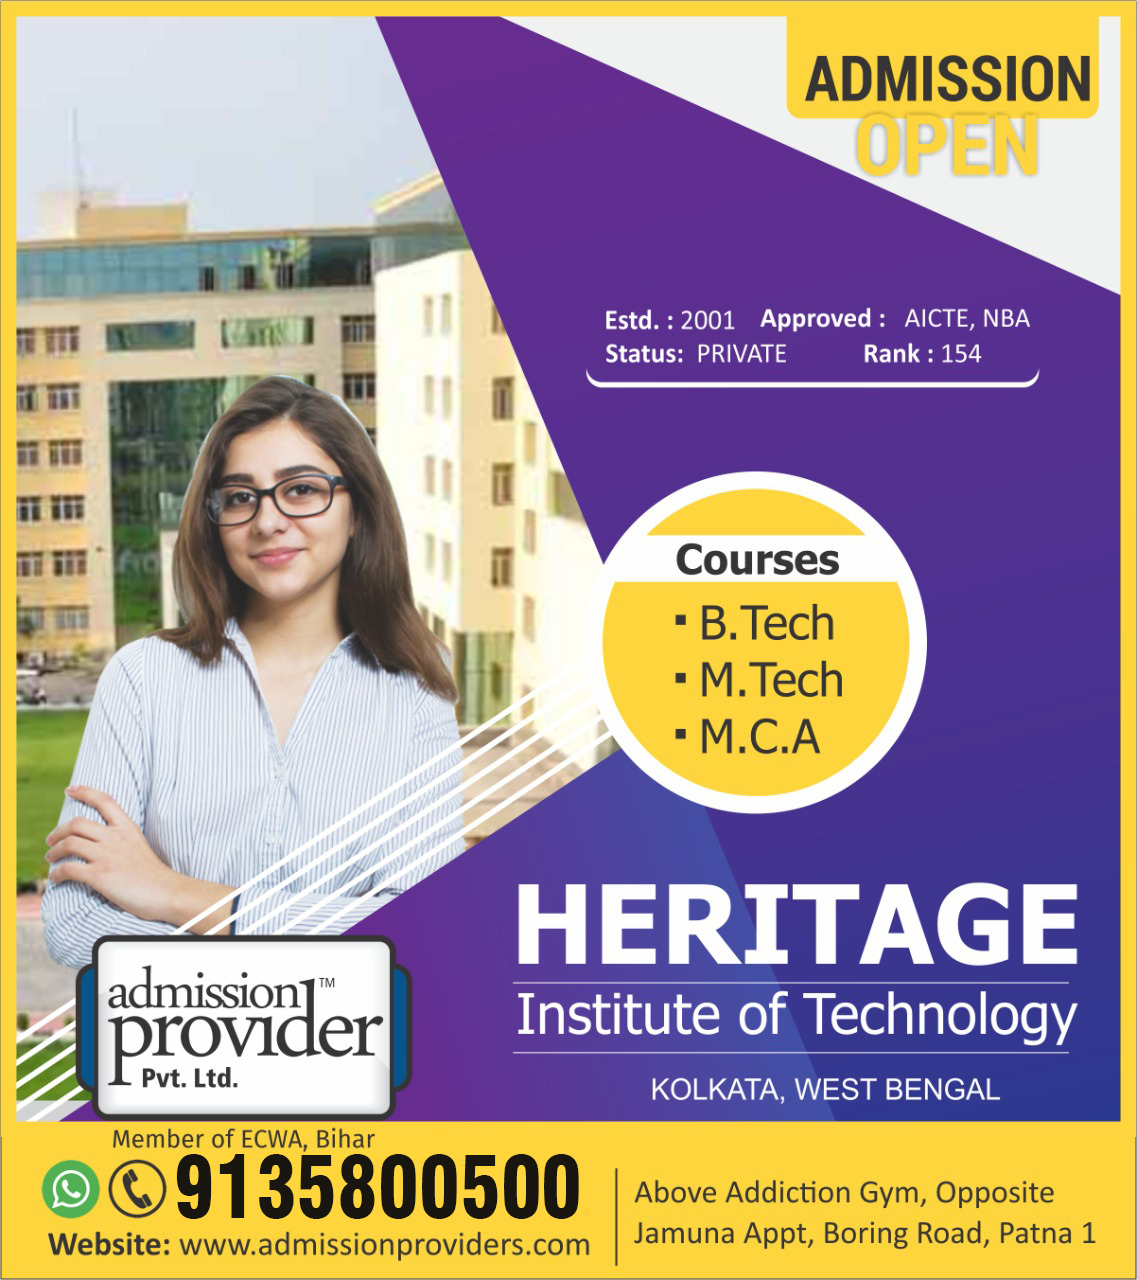 ADMISSION
OPEN
Estd. : 2001 Approved : AICTE, NBA
Status: PRIVATE Rank : 154
Courses
▪ B.Tech
▪ M.Tech
▪ M.C.A
HERITAGE
Institute of Technology
KOLKATA, WEST BENGAL
admission™
provider
Pvt. Ltd.
Member of ECWA, Bihar
9135800500
Website: www.admissionproviders.com
Above Addiction Gym, Opposite
Jamuna Appt, Boring Road, Patna 1